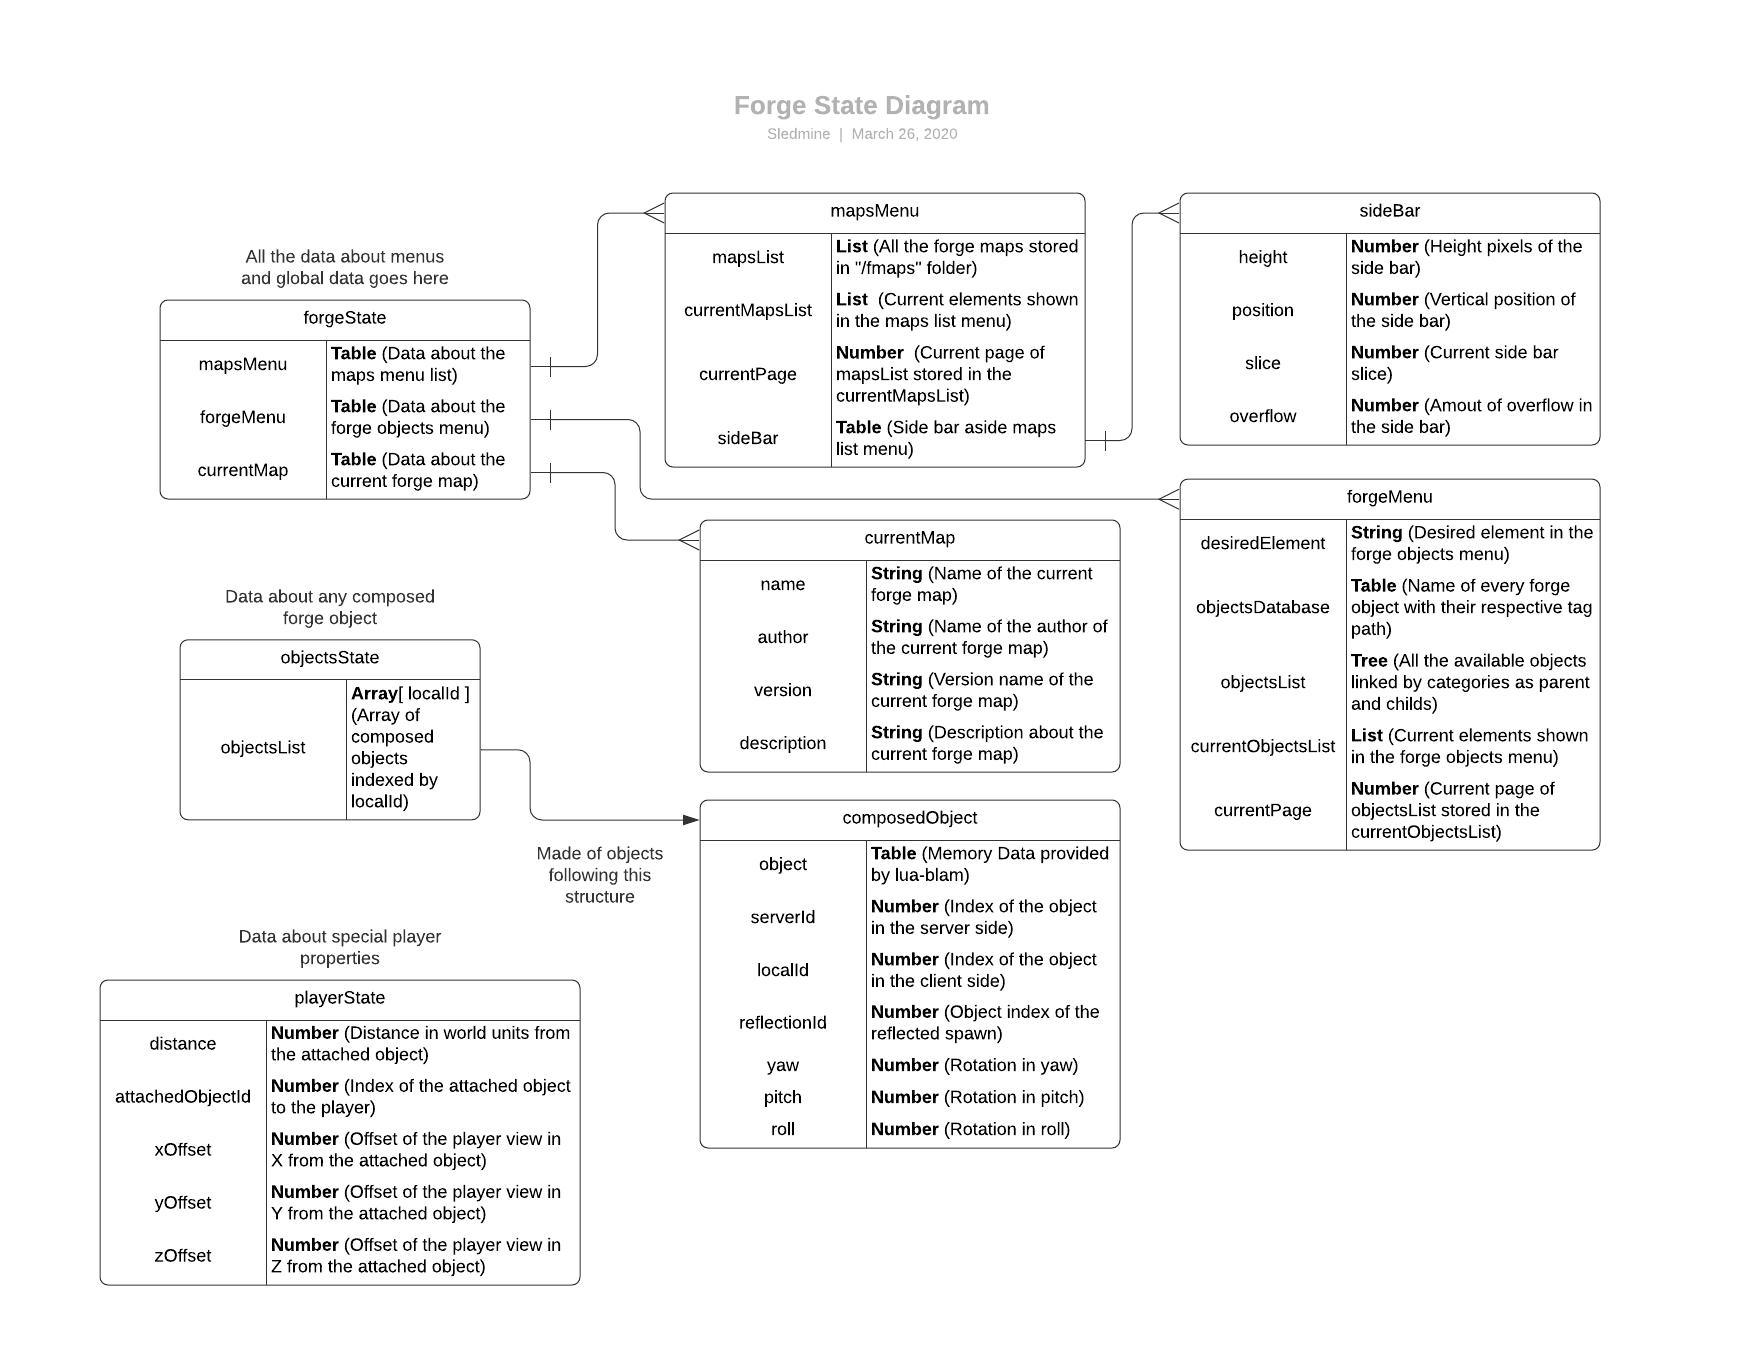 Forge State Diagram
Sledmine | March 26, 2020
All the data about menus
and global data goes here
forgeState
mapsMenu
Table (Data about the
maps menu list)
forgeMenu
Table (Data about the
forge objects menu)
currentMap
Table (Data about the
current forge map)
mapsMenu
mapsList
List (All the forge maps stored
in "/fmaps" folder)
currentMapsList
List (Current elements shown
in the maps list menu)
currentPage
Number (Current page of
mapsList stored in the
currentMapsList)
sideBar
Table (Side bar aside maps
list menu)
sideBar
height
Number (Height pixels of the
side bar)
position
Number (Vertical position of
the side bar)
slice
Number (Current side bar
slice)
overflow
Number (Amout of overflow in
the side bar)
forgeMenu
desiredElement
String (Desired element in the
forge objects menu)
objectsDatabase
Table (Name of every forge
object with their respective tag
path)
objectsList
Tree (All the available objects
linked by categories as parent
and childs)
currentObjectsList
List (Current elements shown
in the forge objects menu)
currentPage
Number (Current page of
objectsList stored in the
currentObjectsList)
currentMap
name
String (Name of the current
forge map)
author
String (Name of the author of
the current forge map)
version
String (Version name of the
current forge map)
description
String (Description about the
current forge map)
Data about any composed
forge object
objectsState
objectsList
Array[ localId ]
(Array of
composed
objects
indexed by
localId)
Made of objects
following this
structure
composedObject
object
Table (Memory Data provided
by lua-blam)
serverId
Number (Index of the object
in the server side)
localId
Number (Index of the object
in the client side)
reflectionId
Number (Object index of the
reflected spawn)
yaw
Number (Rotation in yaw)
pitch
Number (Rotation in pitch)
roll
Number (Rotation in roll)
Data about special player
properties
playerState
distance
Number (Distance in world units from
the attached object)
attachedObjectId
Number (Index of the attached object
to the player)
xOffset
Number (Offset of the player view in
X from the attached object)
yOffset
Number (Offset of the player view in
Y from the attached object)
zOffset
Number (Offset of the player view in
Z from the attached object)